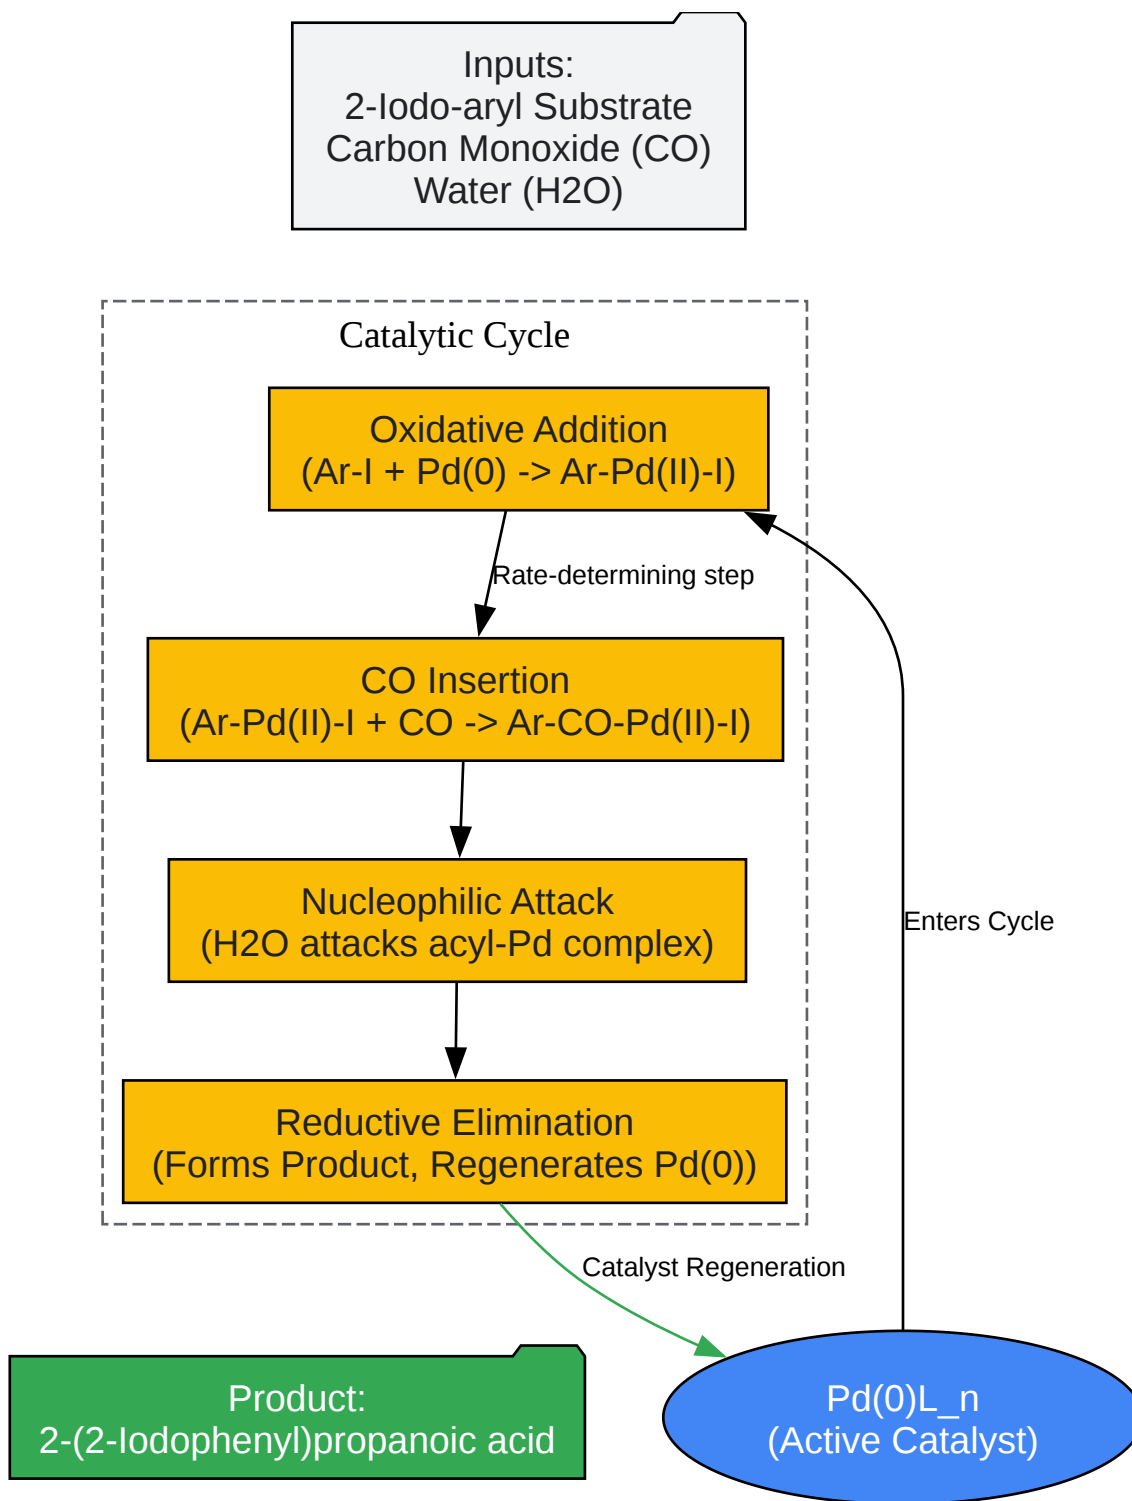 Inputs:
2-Iodo-aryl Substrate
Carbon Monoxide (CO)
Water (H2O)
Catalytic Cycle
Oxidative Addition
(Ar-I + Pd(0) -> Ar-Pd(II)-I)
Rate-determining step
CO Insertion
(Ar-Pd(II)-I + CO -> Ar-CO-Pd(II)-I)
Nucleophilic Attack
(H2O attacks acyl-Pd complex)
Enters Cycle
Reductive Elimination
(Forms Product, Regenerates Pd(0))
Catalyst Regeneration
Product:
2-(2-Iodophenyl)propanoic acid
Pd(0)L_n
(Active Catalyst)